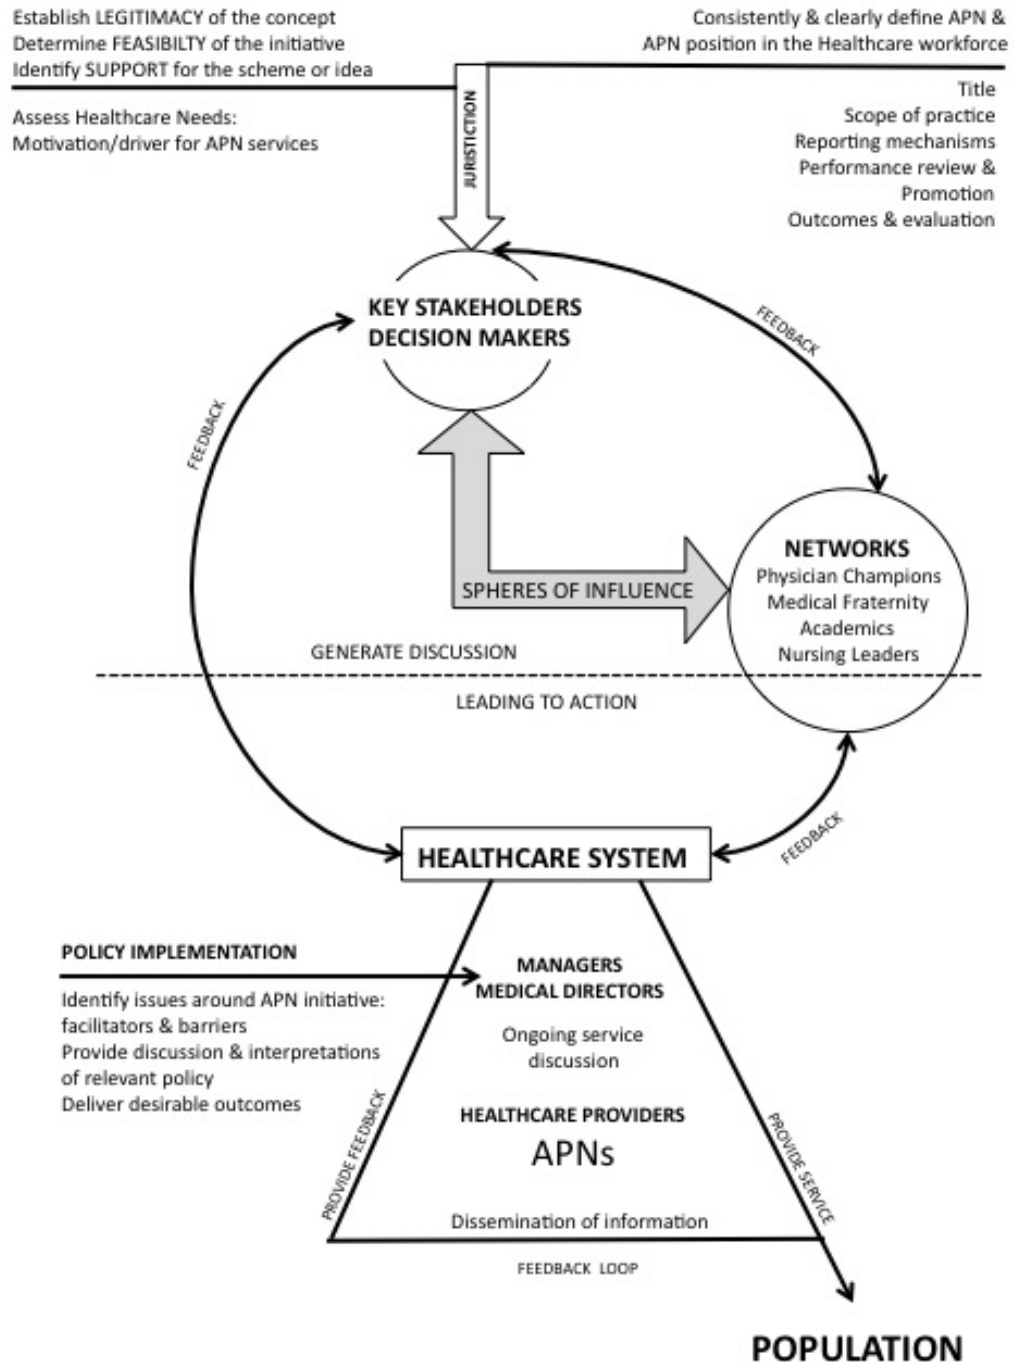 Establish LEGITIMACY of the concept
Determine FEASIBILTY of the initiative
Identify SUPPORT for the scheme or idea
Assess Healthcare Needs:
Motivation/driver for APN services
Consistently & clearly define APN &
APN position in the Healthcare workforce
Title
Scope of practice
Reporting mechanisms
Performance review &
Promotion
Outcomes & evaluation
JURISTICTION
KEY STAKEHOLDERS
DECISION MAKERS
FEEDBACK
FEEDBACK
NETWORKS
Physician Champions
Medical Fraternity
Academics
Nursing Leaders
SPHERES OF INFLUENCE
GENERATE DISCUSSION
LEADING TO ACTION
FEEDBACK
HEALTHCARE SYSTEM
POLICY IMPLEMENTATION
Identify issues around APN initiative:
facilitators & barriers
Provide discussion & interpretations
of relevant policy
Deliver desirable outcomes
MANAGERS
MEDICAL DIRECTORS
Ongoing service
discussion
HEALTHCARE PROVIDERS
APNs
PROVIDE FEEDBACK
PROVIDE SERVICE
Dissemination of information
FEEDBACK LOOP
POPULATION